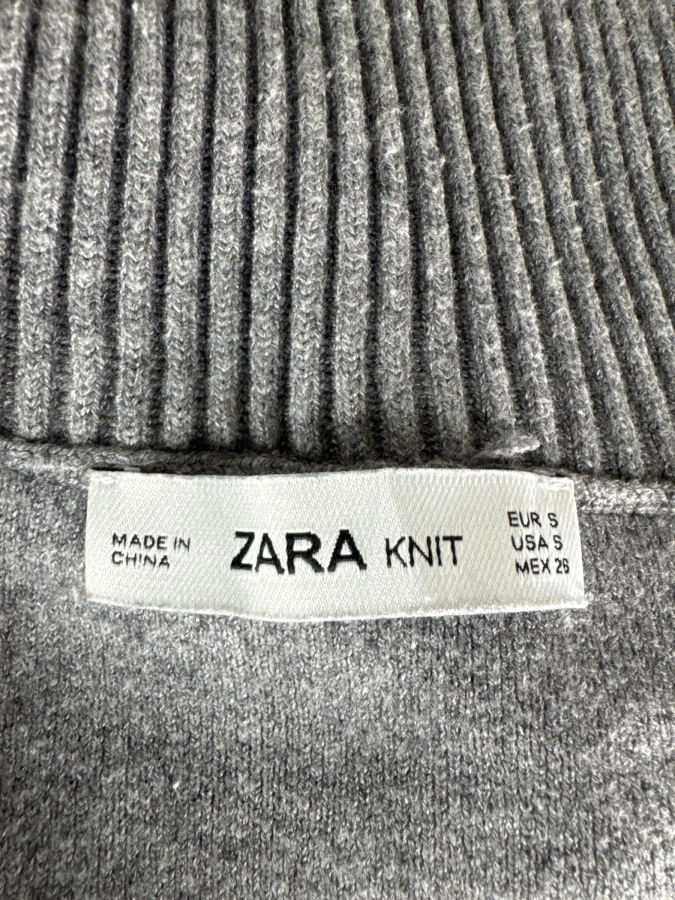 MADE IN
CHINA
ZARA KNIT
EUR S
USA S
MEX 26